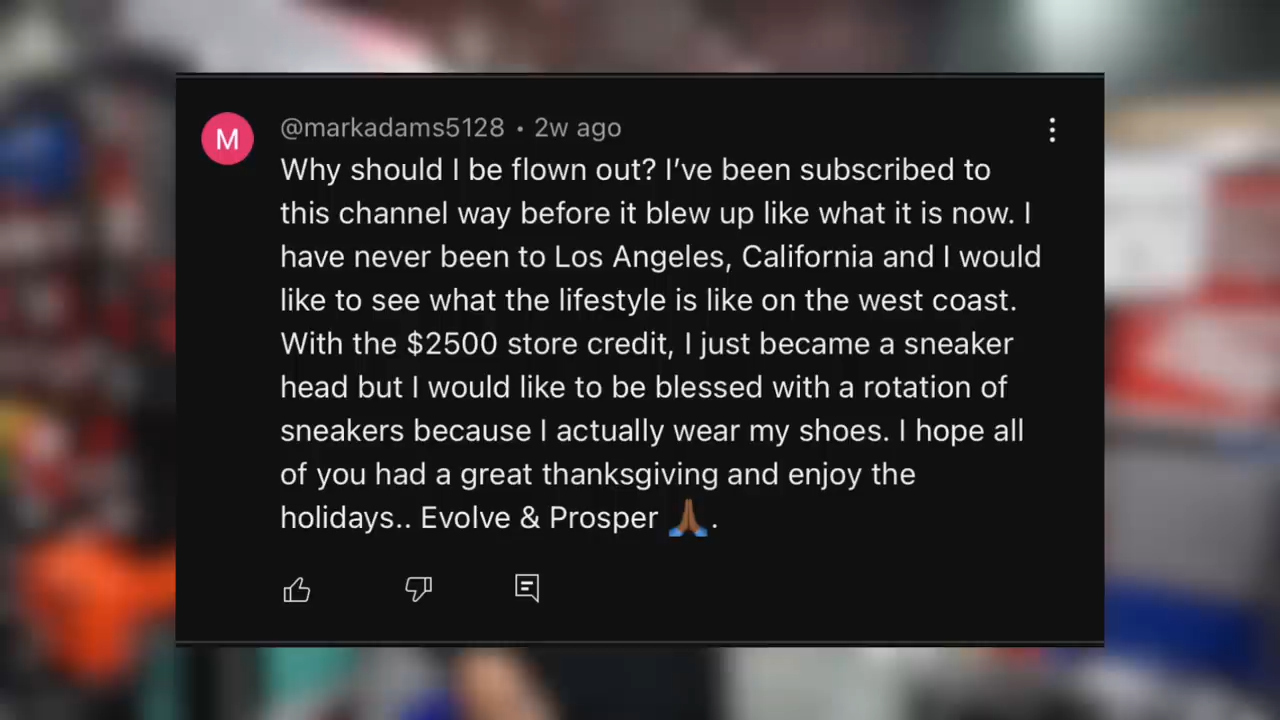 M
@markadams5128 • 2w ago
Why should I be flown out? I’ve been subscribed to
this channel way before it blew up like what it is now. I
have never been to Los Angeles, California and I would
like to see what the lifestyle is like on the west coast.
With the $2500 store credit, I just became a sneaker
head but I would like to be blessed with a rotation of
sneakers because I actually wear my shoes. I hope all
of you had a great thanksgiving and enjoy the
holidays.. Evolve & Prosper 🙏🏾.